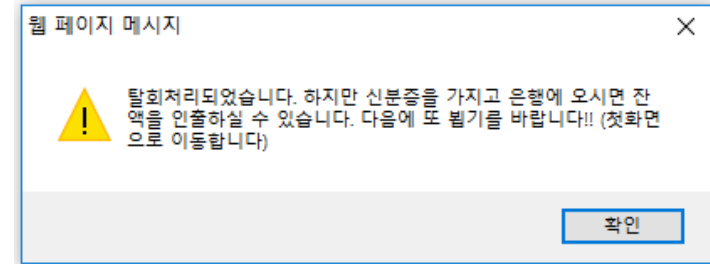 웹 페이지 메시지
탈회처리되었습니다. 하지만 신분증을 가지고 은행에 오시면 잔
액을 인출하실 수 있습니다. 다음에 또 뵙기를 바랍니다!! (첫화면
으로 이동합니다)
확인